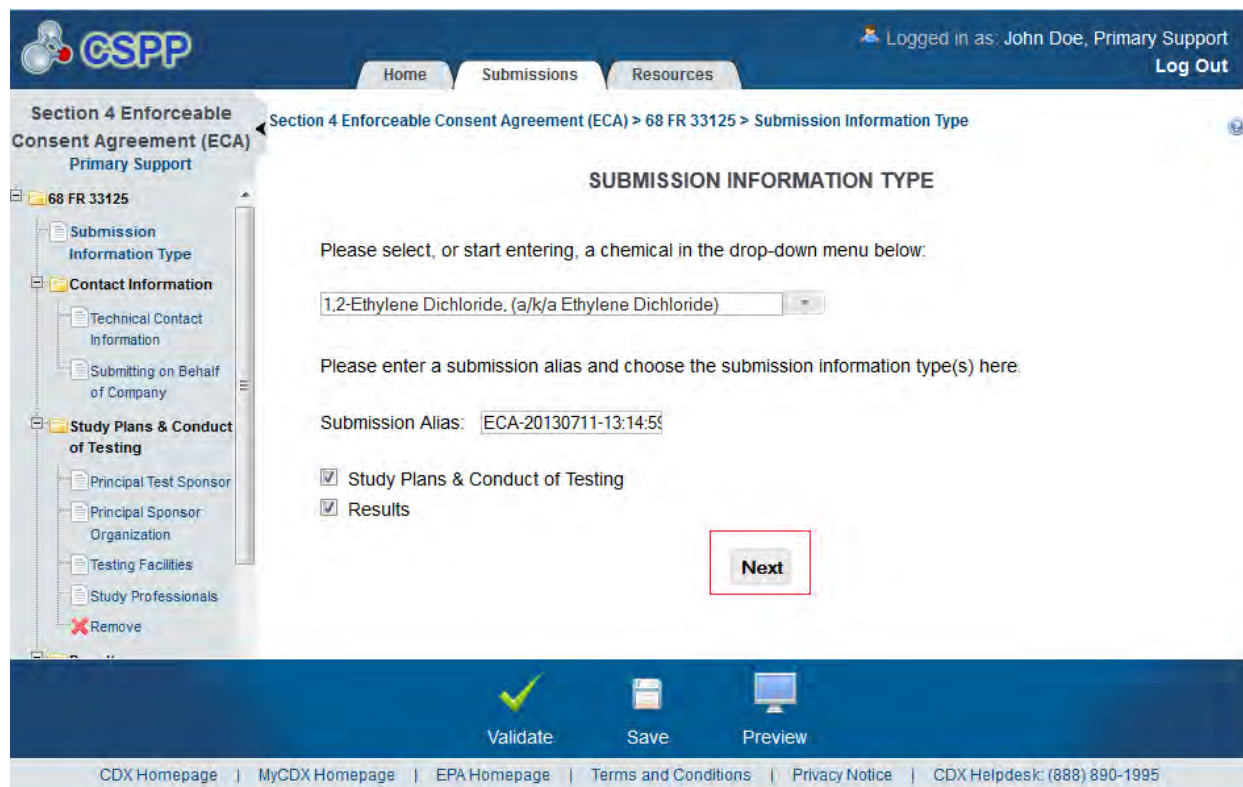 CSPP
Logged in as: John Doe, Primary Support
Log Out
Home
Submissions
Resources
Section 4 Enforceable
Consent Agreement (ECA)
Primary Support
68 FR 33125
Submission
Information Type
Contact Information
Technical Contact
Information
Submitting on Behalf
of Company
Study Plans & Conduct
of Testing
Principal Test Sponsor
Principal Sponsor
Organization
Testing Facilities
Study Professionals
Remove
Section 4 Enforceable Consent Agreement (ECA) > 68 FR 33125 > Submission Information Type
SUBMISSION INFORMATION TYPE
Please select, or start entering, a chemical in the drop-down menu below:
1,2-Ethylene Dichloride, (a/k/a Ethylene Dichloride)
Please enter a submission alias and choose the submission information type(s) here.
Submission Alias: ECA-20130711-13:14:59
Study Plans & Conduct of Testing
Results
Next
Validate
Save
Preview
CDX Homepage | MyCDX Homepage | EPA Homepage | Terms and Conditions | Privacy Notice | CDX Helpdesk: (888) 890-1995